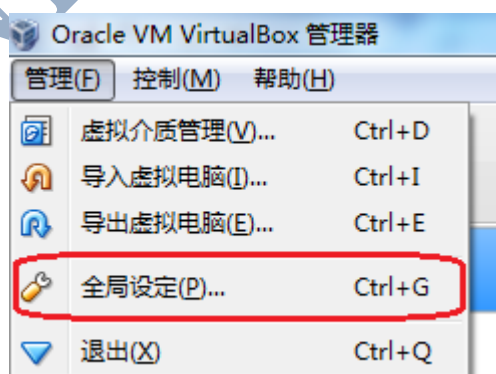 Oracle VM VirtualBox 管理器
管理(F) 控制(M) 帮助(H)
虚拟介质管理(V)... Ctrl+D
导入虚拟电脑(I)... Ctrl+I
导出虚拟电脑(E)... Ctrl+E
全局设定(P)... Ctrl+G
退出(X) Ctrl+Q